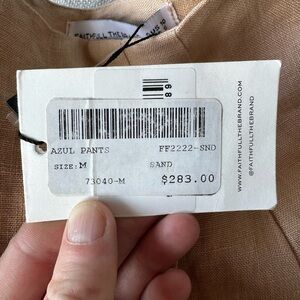 FAITHFULL THE BRAND
AZUL PANTS FF2222-SND
SIZE: M SAND
73040-M $283.00
WWW.FAITHFULLTHEBRAND.COM
@FAITHFULLTHEBRAND